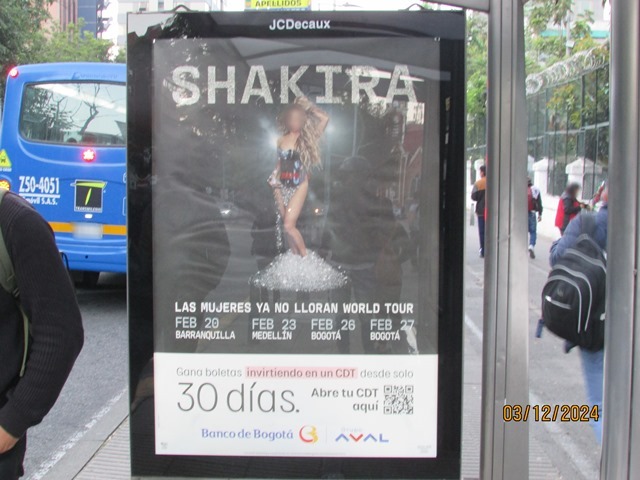 APELLIDOS
JCDecaux
SHAKIRA
Z50-4051
LAS MUJERES YA NO LLORAN WORLD TOUR
FEB 20 FEB 23 FEB 26 FEB 27
BARRANQUILLA MEDELLÍN BOGOTÁ BOGOTÁ
Gana boletas invirtiendo en un CDT desde solo
30 días.
Abre tu CDT
aquí
Banco de Bogotá
Grupo
AVAL
03/12/2024